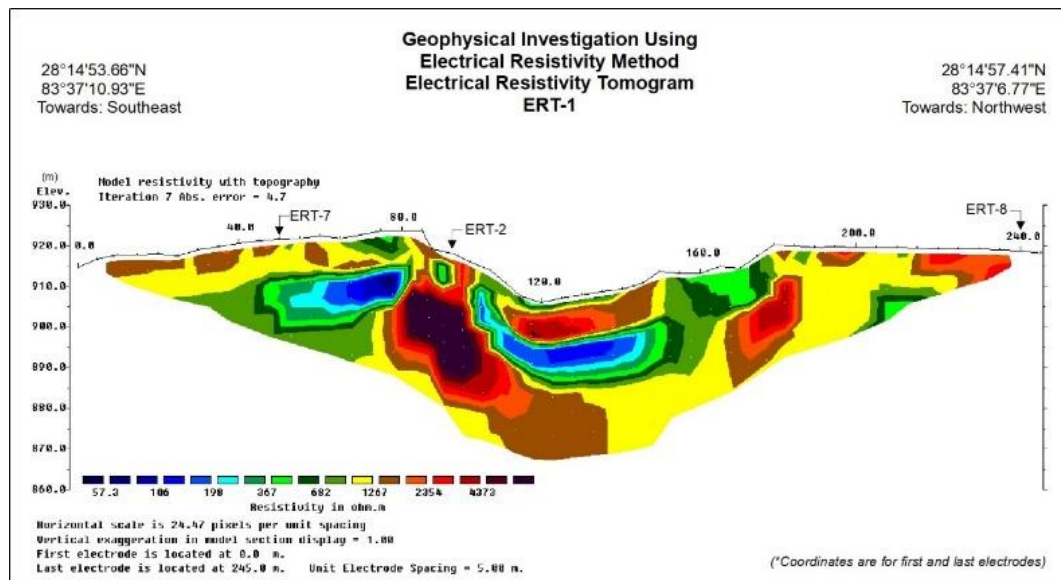 Geophysical Investigation Using
Electrical Resistivity Method
Electrical Resistivity Tomogram
ERT-1
28°14'53.66"N
83°37'10.93"E
Towards: Southeast
28°14'57.41"N
83°37'6.77"E
Towards: Northwest
(m)
Elev.
Model resistivity with topography
Iteration 7 Abs. error = 4.7
930.0
920.0
910.0
900.0
890.0
880.0
870.0
860.0
0.0
40.0
ERT-7
80.0
ERT-2
120.0
160.0
200.0
ERT-8
240.0
57.3 106 198 367 682 1267 2354 4373
Resistivity in ohm.m
Horizontal scale is 24.47 pixels per unit spacing
Vertical exaggeration in model section display = 1.00
First electrode is located at 0.0 m.
Last electrode is located at 245.0 m. Unit Electrode Spacing = 5.00 m.
(*Coordinates are for first and last electrodes)